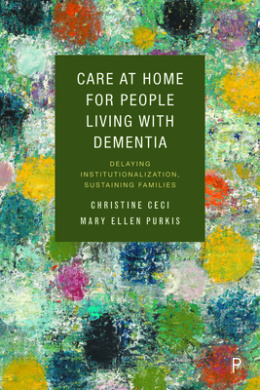 CARE AT HOME
FOR PEOPLE
LIVING WITH
DEMENTIA
DELAYING
INSTITUTIONALIZATION,
SUSTAINING FAMILIES
CHRISTINE CECI
MARY ELLEN PURKIS
P